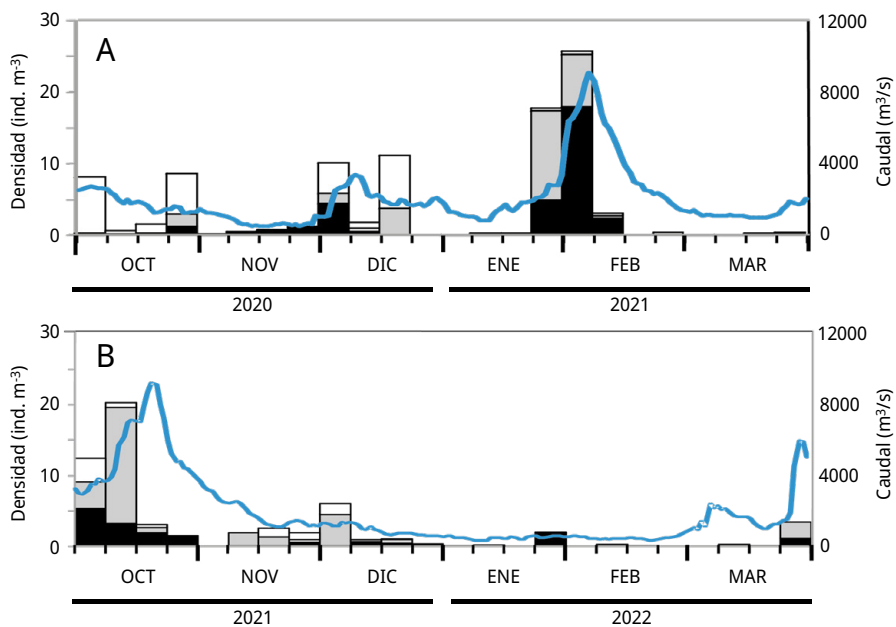 30
12000
A
Densidad (ind. m-3)
Caudal (m3/s)
20
8000
10
4000
0
0
OCT NOV DIC ENE FEB MAR
2020 2021
30
12000
B
Densidad (ind. m-3)
Caudal (m3/s)
20
8000
10
4000
0
0
OCT NOV DIC ENE FEB MAR
2021 2022